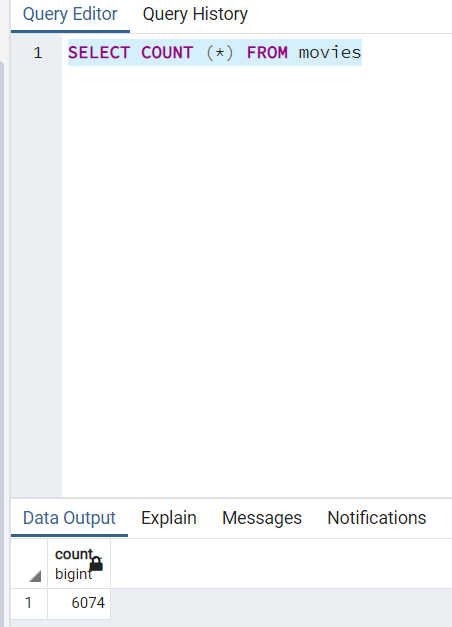 Query Editor Query History
1 SELECT COUNT (*) FROM movies
Data Output Explain Messages Notifications
count
bigint
1 6074